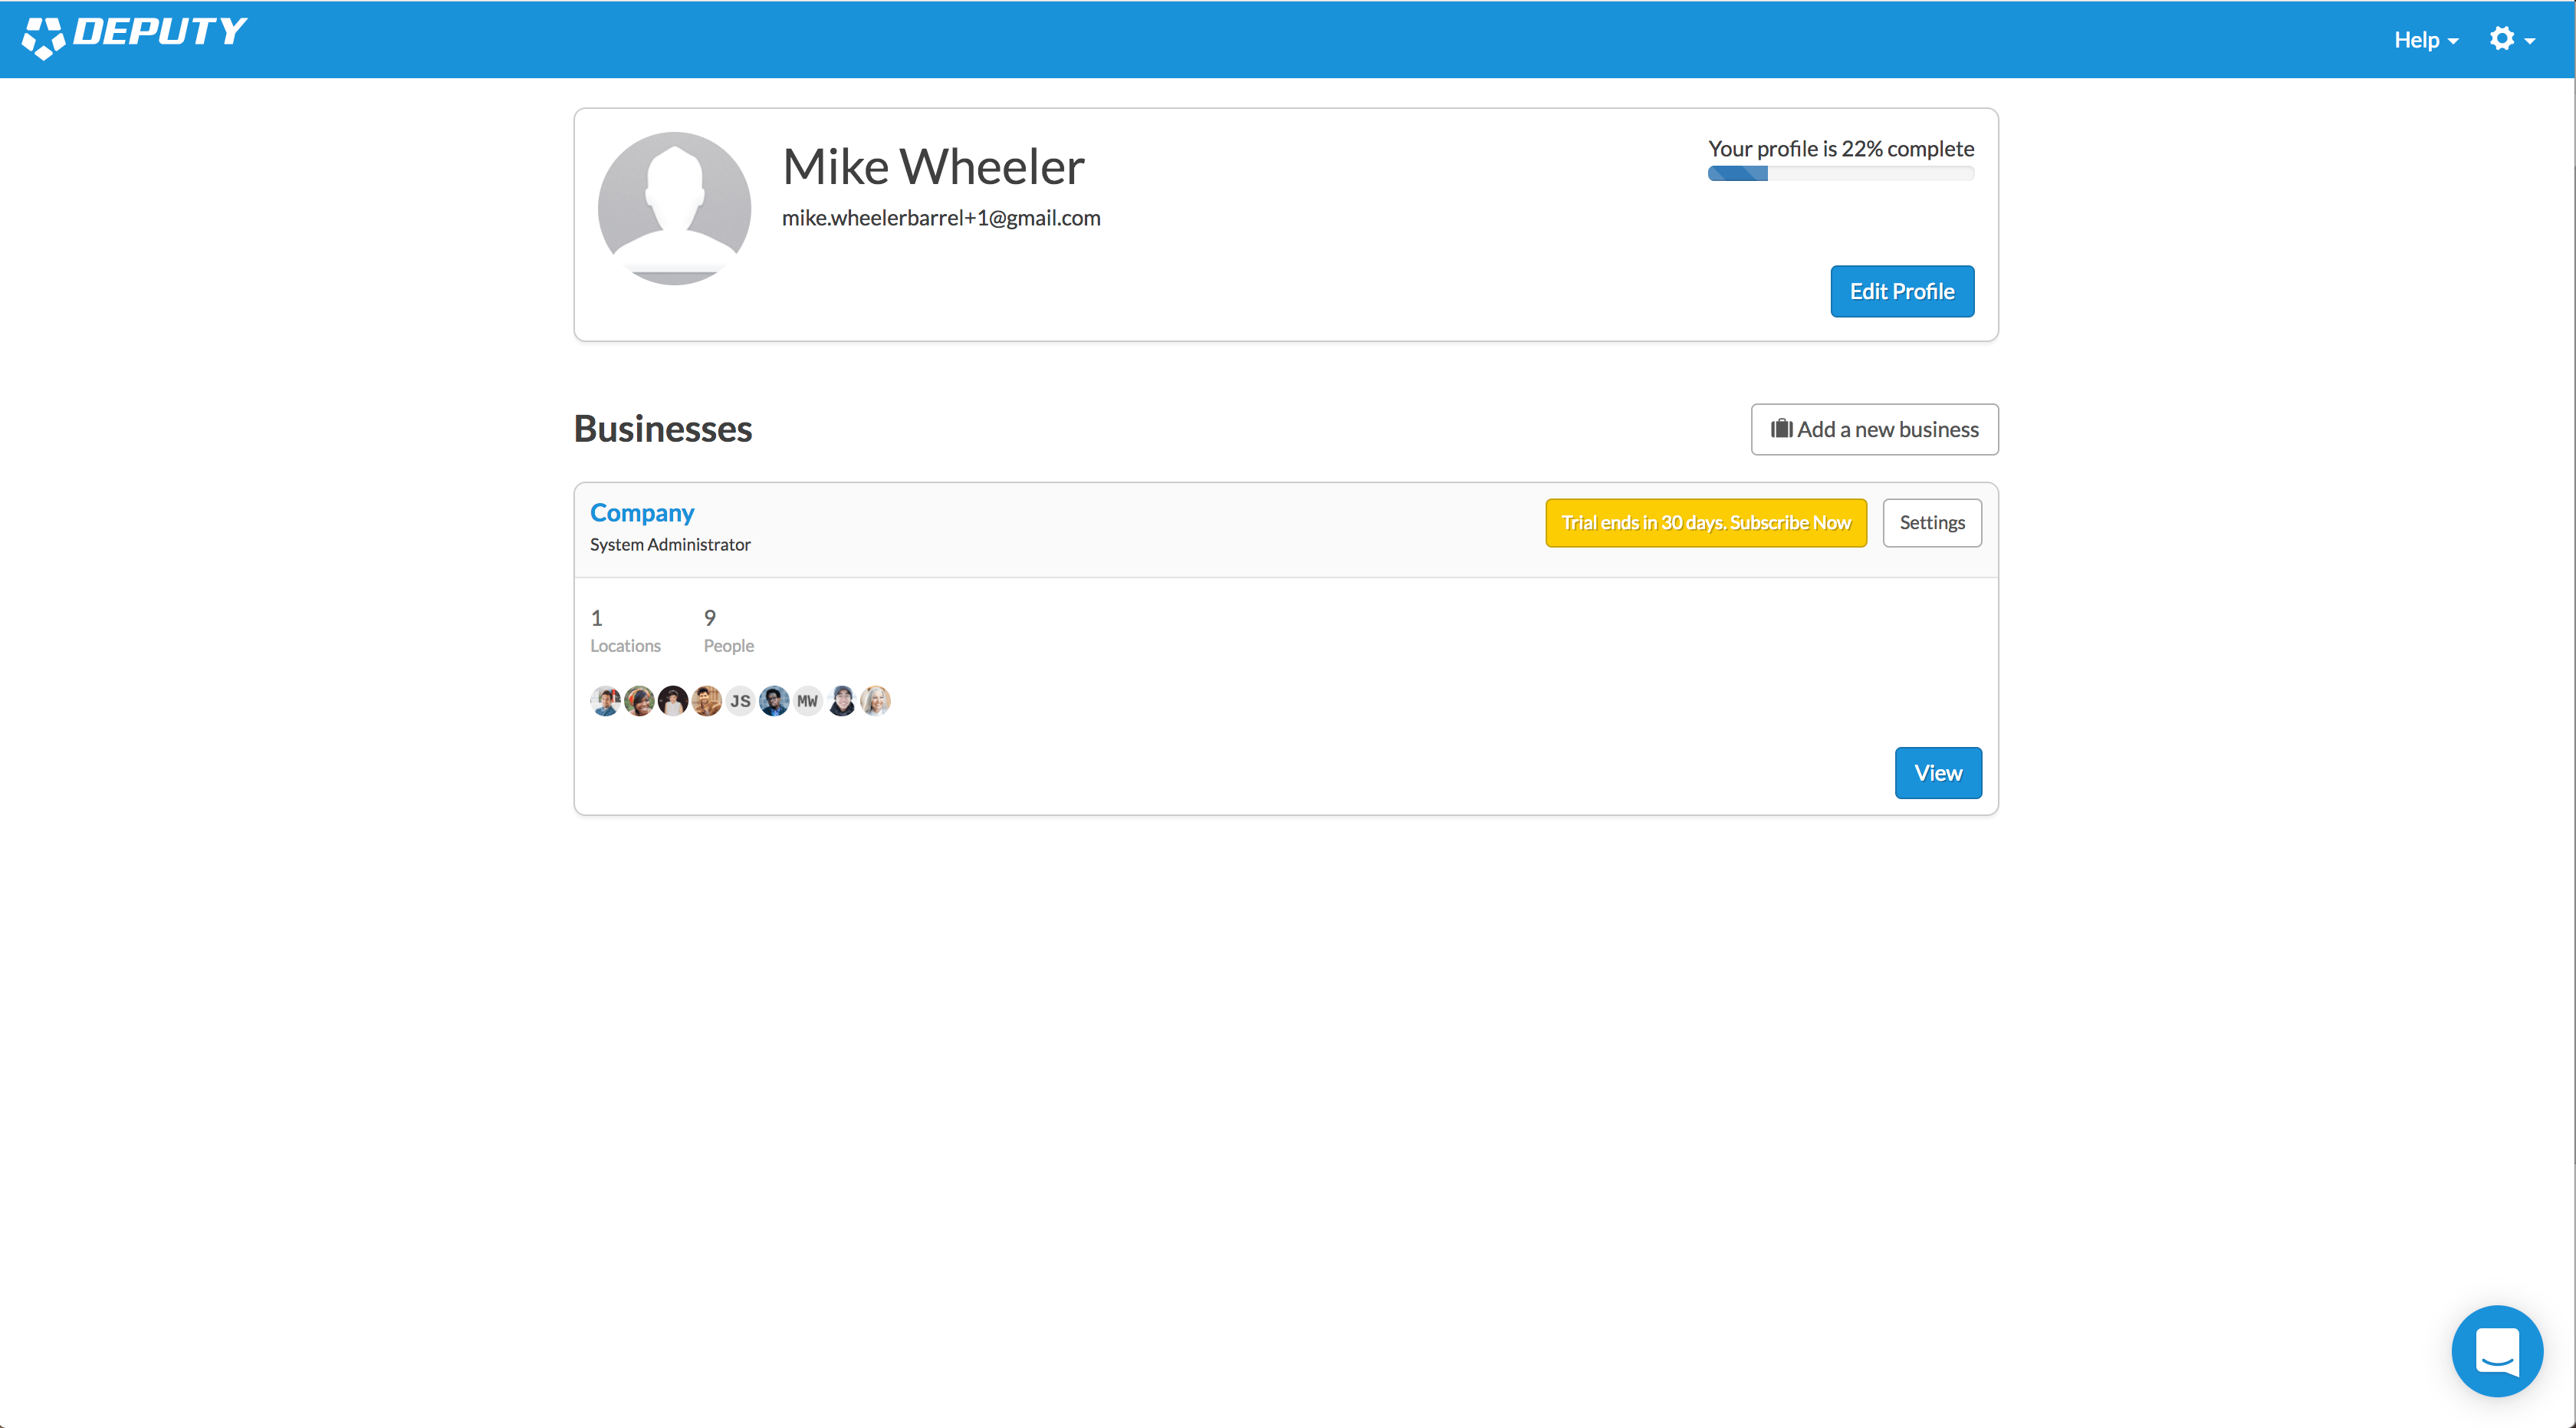 DEPUTY
Help
Mike Wheeler
mike.wheelerbarrel+1@gmail.com
Your profile is 22% complete
Edit Profile
Businesses
Add a new business
Company
System Administrator
Trial ends in 30 days. Subscribe Now
Settings
1
Locations
9
People
JS
MW
View